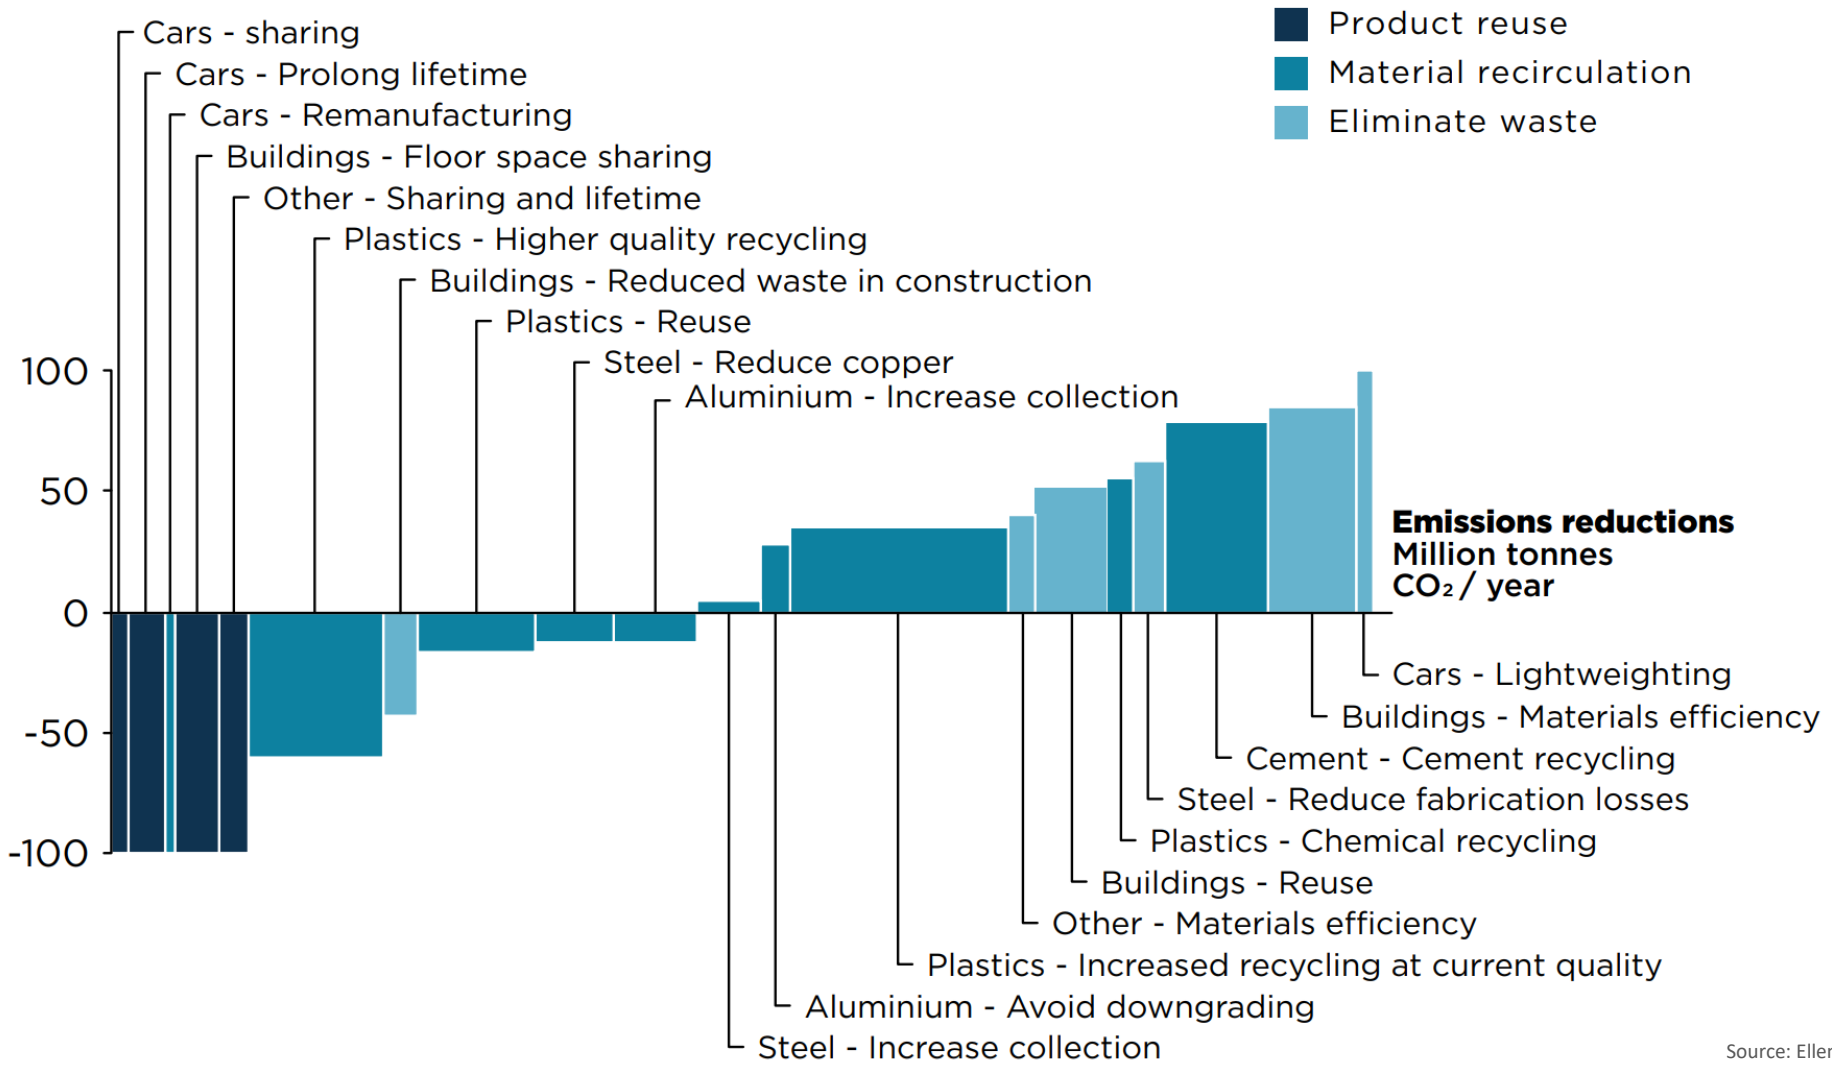 Cars - sharing
Product reuse
Cars - Prolong lifetime
Material recirculation
Cars - Remanufacturing
Eliminate waste
Buildings - Floor space sharing
Other - Sharing and lifetime
Plastics - Higher quality recycling
Buildings - Reduced waste in construction
Plastics - Reuse
Steel - Reduce copper
Aluminium - Increase collection
100
50
0
-50
-100
Emissions reductions
Million tonnes
CO₂ / year
Cars - Lightweighting
Buildings - Materials efficiency
Cement - Cement recycling
Steel - Reduce fabrication losses
Plastics - Chemical recycling
Buildings - Reuse
Other - Materials efficiency
Plastics - Increased recycling at current quality
Aluminium - Avoid downgrading
Steel - Increase collection
Source: Eller